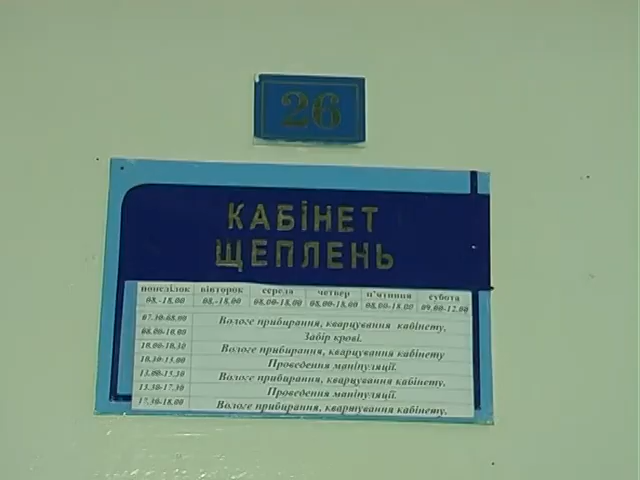 26
КАБІНЕТ
ЩЕПЛЕНЬ
понеділок вівторок середа четвер п'ятниця субота
08.-18.00 08.-18.00 08.00-18.00 08.00-18.00 08.00-18.00 09.00-12.00
07.30-08.00 Вологе прибирання, кварцування кабінету.
08.00-10.00 Забір крові.
10.00-10.30 Вологе прибирання, кварцування кабінету
10.30-15.00 Проведення маніпуляції.
15.00-15.30 Вологе прибирання, кварцування кабінету.
15.30-17.30 Проведення маніпуляції.
17.30-18.00 Вологе прибирання, кварцування кабінету.